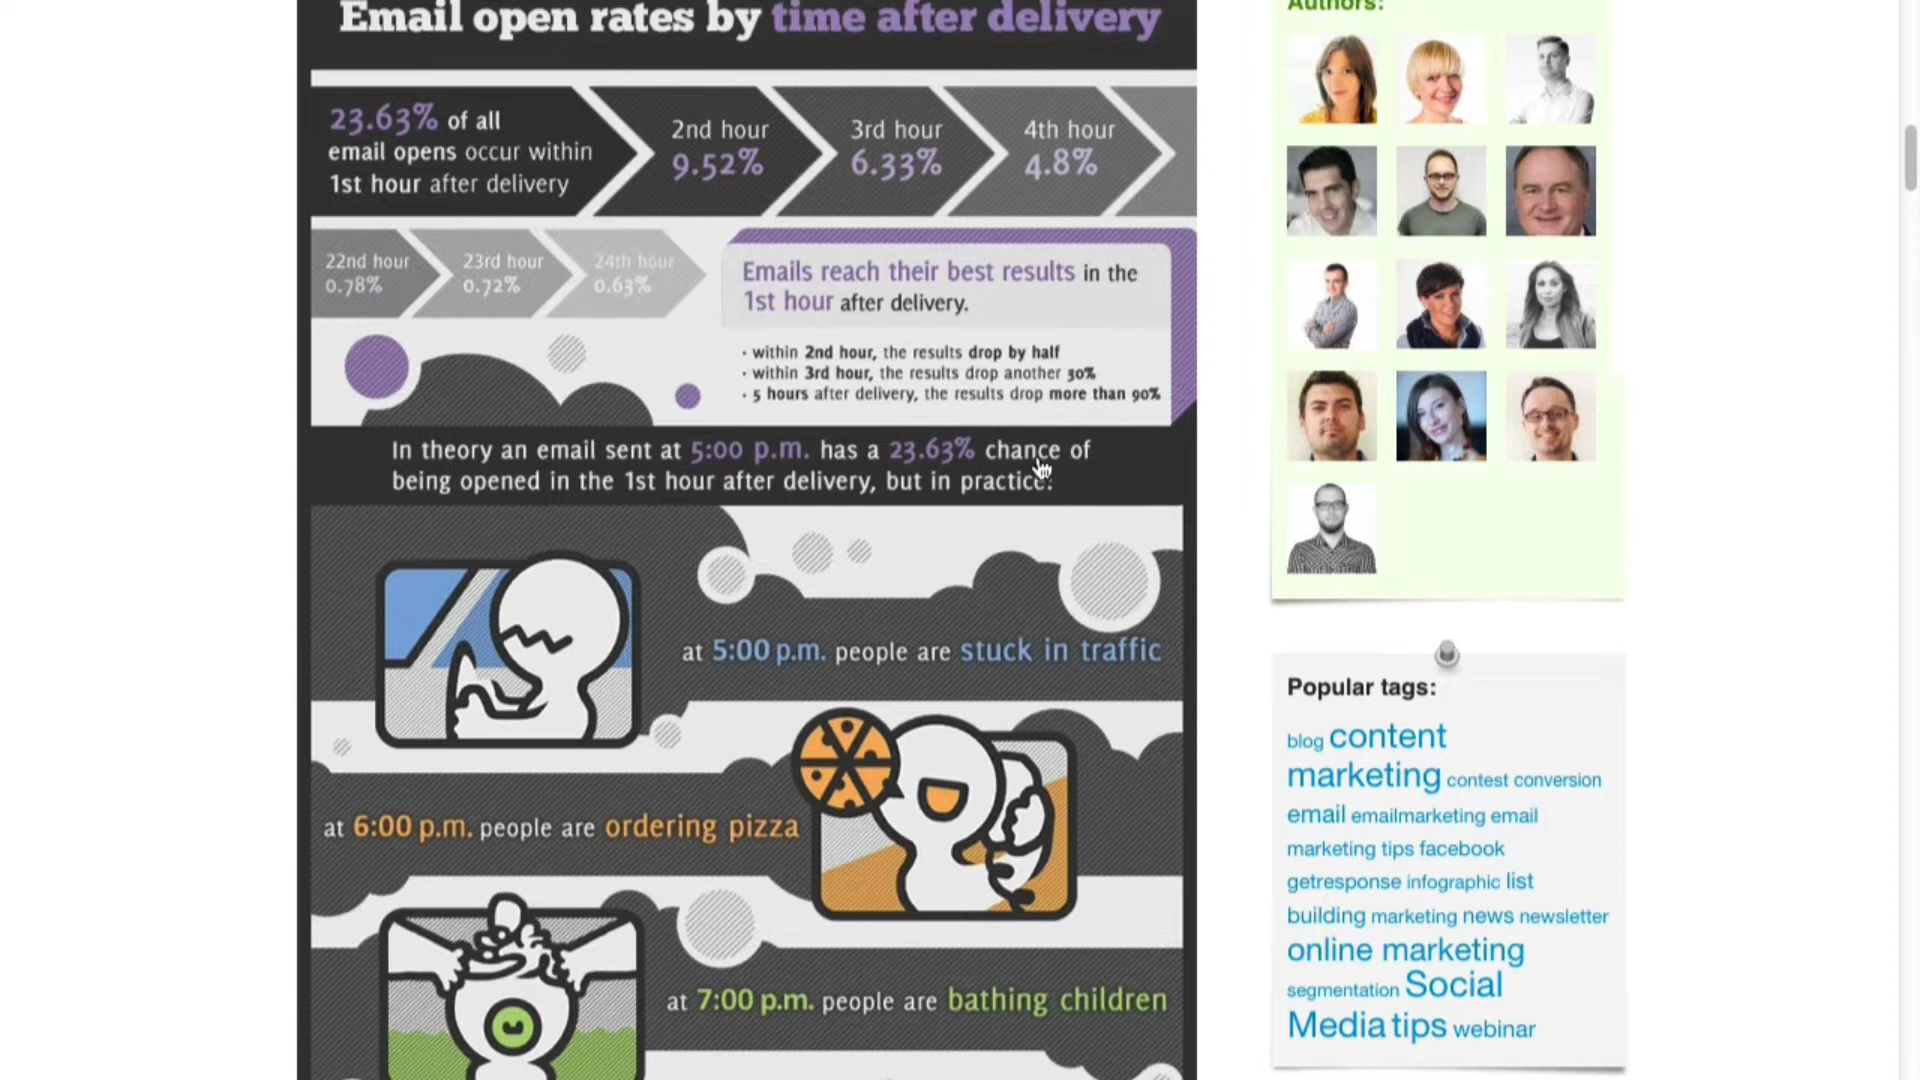 Email open rates by time after delivery
23.63% of all
email opens occur within
1st hour after delivery
2nd hour
9.52%
3rd hour
6.33%
4th hour
4.8%
22nd hour
0.78%
23rd hour
0.72%
24th hour
0.63%
Emails reach their best results in the
1st hour after delivery.
· within 2nd hour, the results drop by half
· within 3rd hour, the results drop another 30%
· 5 hours after delivery, the results drop more than 90%
In theory an email sent at 5:00 p.m. has a 23.63% chance of
being opened in the 1st hour after delivery, but in practice:
at 5:00 p.m. people are stuck in traffic
at 6:00 p.m. people are ordering pizza
at 7:00 p.m. people are bathing children
Authors:
Popular tags:
blog content
marketing contest conversion
email emailmarketing email
marketing tips facebook
getresponse infographic list
building marketing news newsletter
online marketing
segmentation Social
Media tips webinar